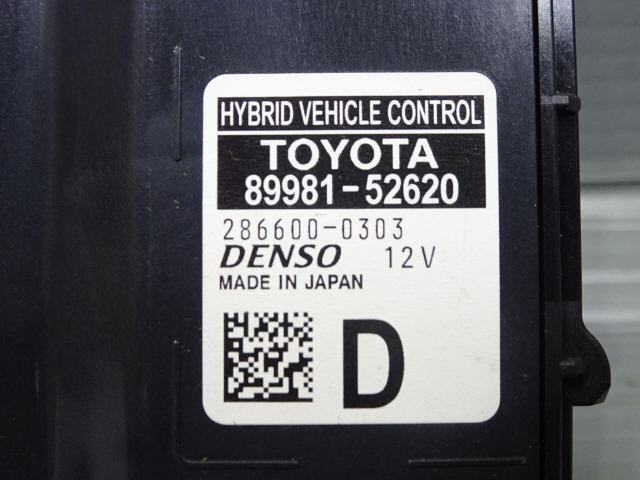 HYBRID VEHICLE CONTROL
TOYOTA
89981-52620
286600-0303
DENSO 12V
MADE IN JAPAN
D